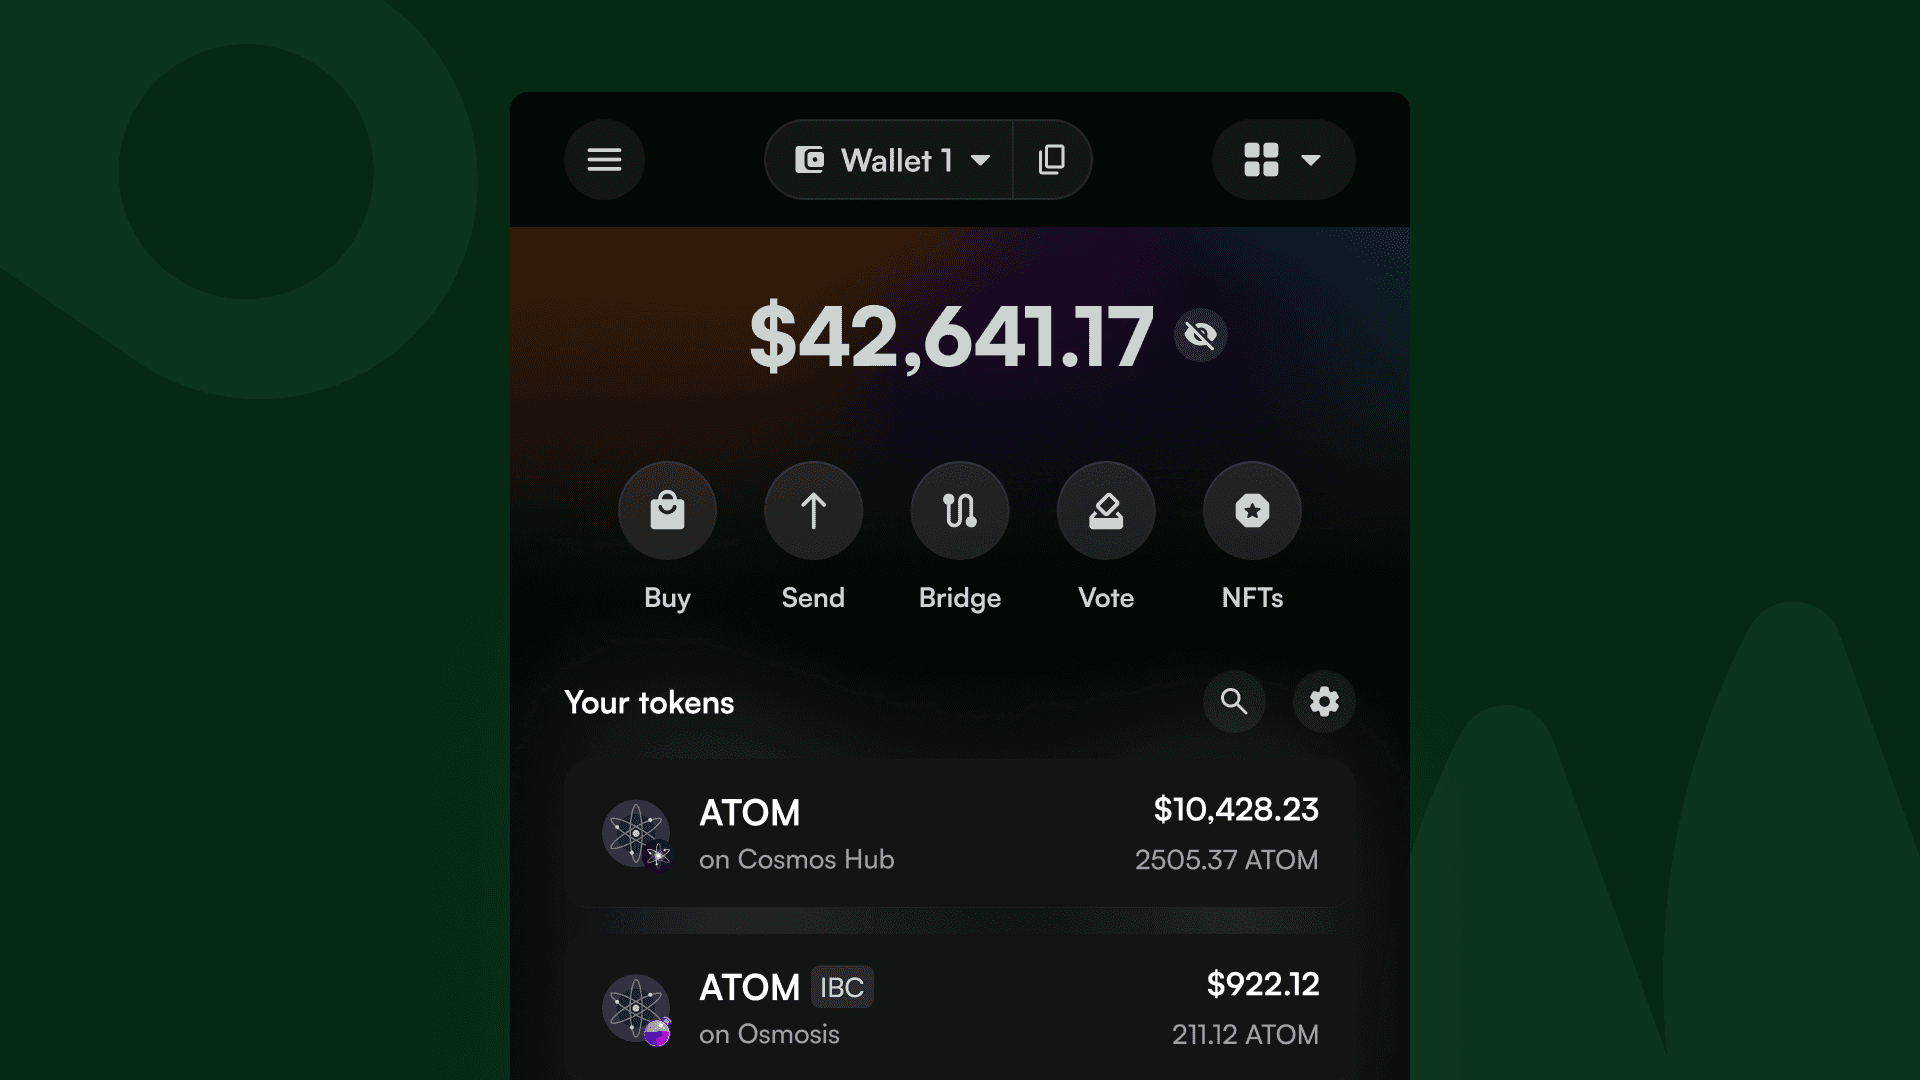 Wallet 1
$42,641.17
Buy
Send
Bridge
Vote
NFTs
Your tokens
ATOM
$10,428.23
on Cosmos Hub
2505.37 ATOM
ATOM IBC
$922.12
on Osmosis
211.12 ATOM